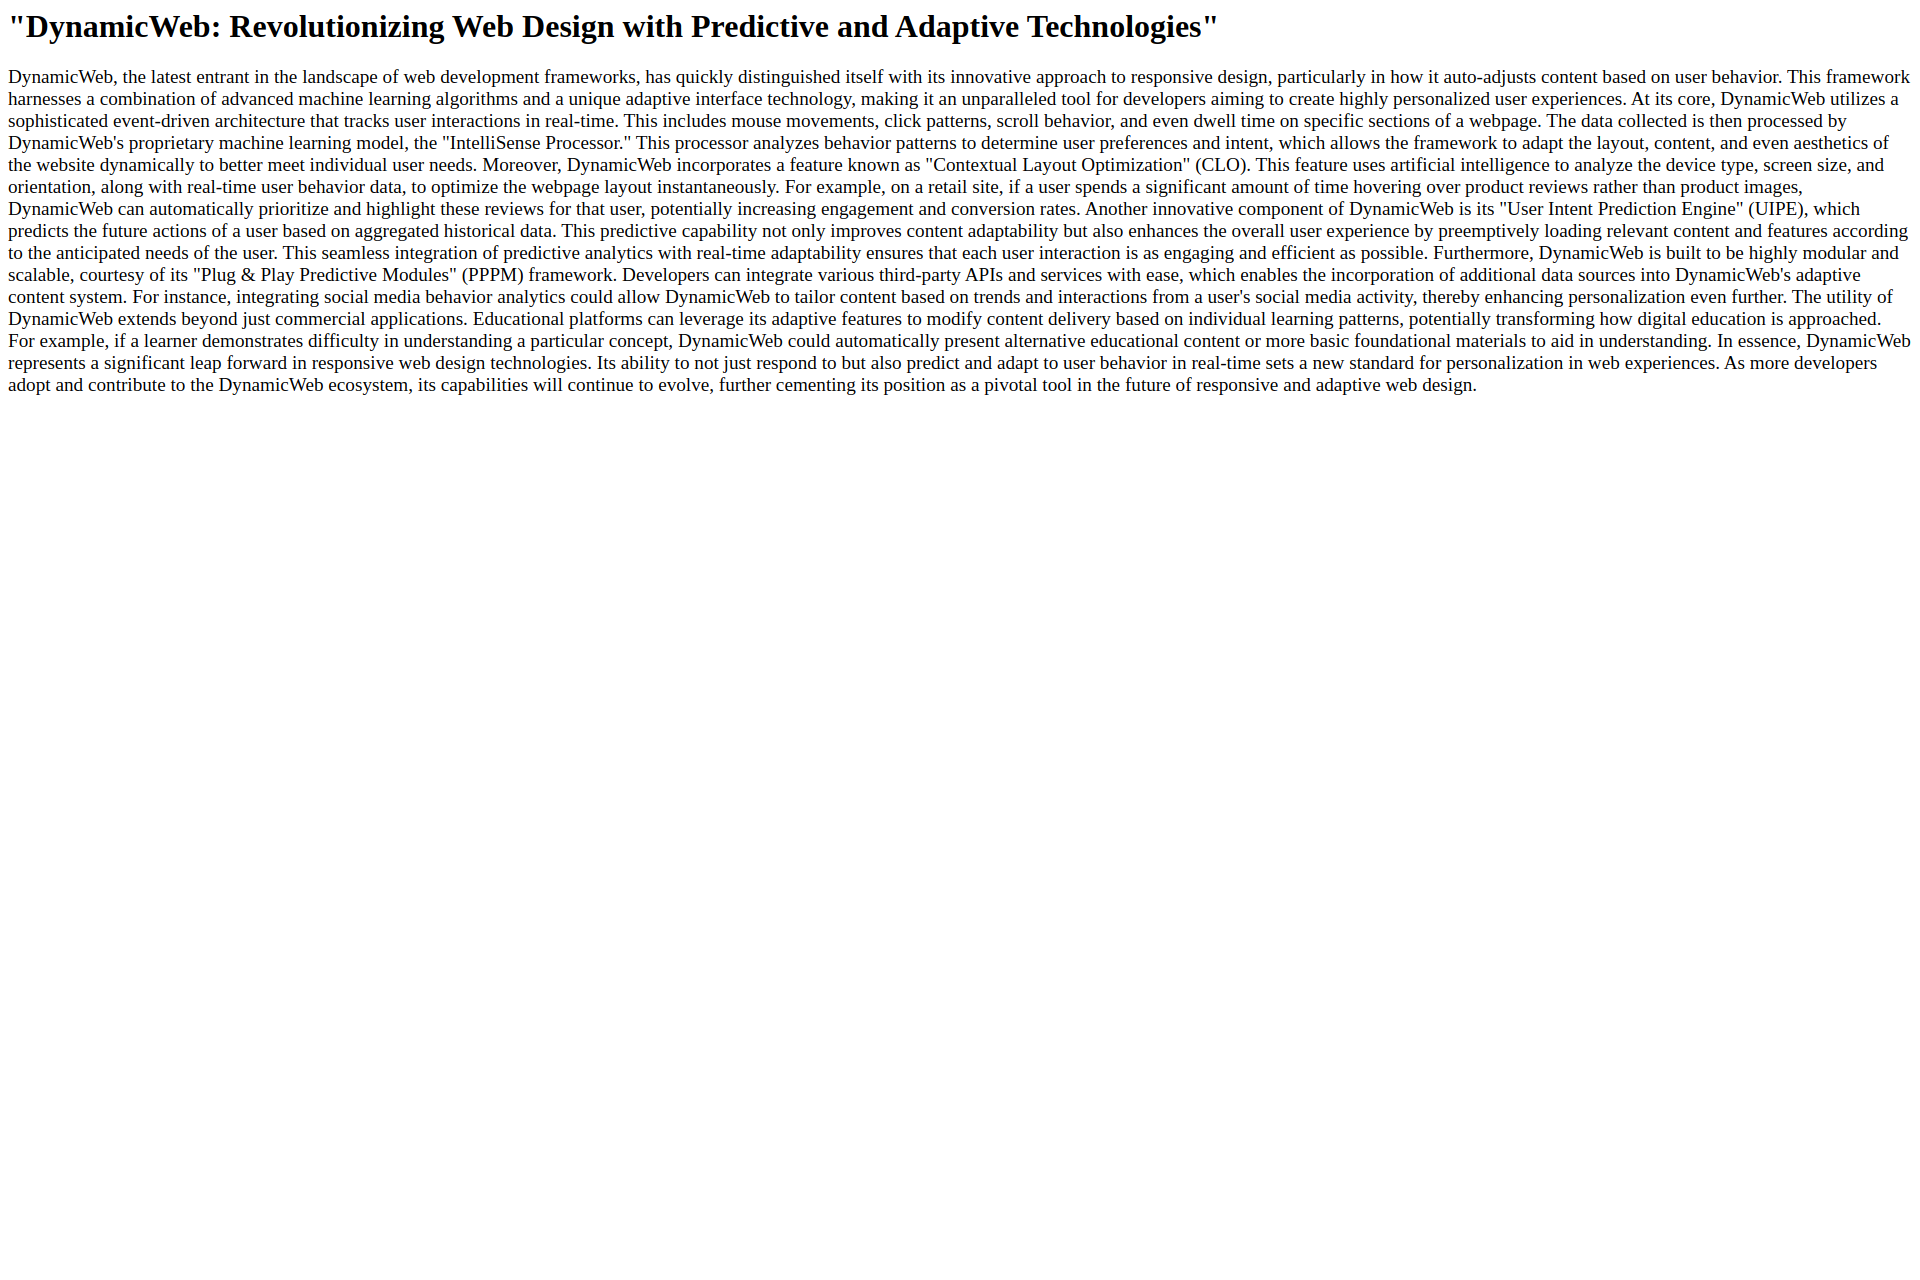 "DynamicWeb: Revolutionizing Web Design with Predictive and Adaptive Technologies"
DynamicWeb, the latest entrant in the landscape of web development frameworks, has quickly distinguished itself with its innovative approach to responsive design, particularly in how it auto-adjusts content based on user behavior. This framework
harnesses a combination of advanced machine learning algorithms and a unique adaptive interface technology, making it an unparalleled tool for developers aiming to create highly personalized user experiences. At its core, DynamicWeb utilizes a
sophisticated event-driven architecture that tracks user interactions in real-time. This includes mouse movements, click patterns, scroll behavior, and even dwell time on specific sections of a webpage. The data collected is then processed by
DynamicWeb's proprietary machine learning model, the "IntelliSense Processor." This processor analyzes behavior patterns to determine user preferences and intent, which allows the framework to adapt the layout, content, and even aesthetics of
the website dynamically to better meet individual user needs. Moreover, DynamicWeb incorporates a feature known as "Contextual Layout Optimization" (CLO). This feature uses artificial intelligence to analyze the device type, screen size, and
orientation, along with real-time user behavior data, to optimize the webpage layout instantaneously. For example, on a retail site, if a user spends a significant amount of time hovering over product reviews rather than product images,
DynamicWeb can automatically prioritize and highlight these reviews for that user, potentially increasing engagement and conversion rates. Another innovative component of DynamicWeb is its "User Intent Prediction Engine" (UIPE), which
predicts the future actions of a user based on aggregated historical data. This predictive capability not only improves content adaptability but also enhances the overall user experience by preemptively loading relevant content and features according
to the anticipated needs of the user. This seamless integration of predictive analytics with real-time adaptability ensures that each user interaction is as engaging and efficient as possible. Furthermore, DynamicWeb is built to be highly modular and
scalable, courtesy of its "Plug & Play Predictive Modules" (PPPM) framework. Developers can integrate various third-party APIs and services with ease, which enables the incorporation of additional data sources into DynamicWeb's adaptive
content system. For instance, integrating social media behavior analytics could allow DynamicWeb to tailor content based on trends and interactions from a user's social media activity, thereby enhancing personalization even further. The utility of
DynamicWeb extends beyond just commercial applications. Educational platforms can leverage its adaptive features to modify content delivery based on individual learning patterns, potentially transforming how digital education is approached.
For example, if a learner demonstrates difficulty in understanding a particular concept, DynamicWeb could automatically present alternative educational content or more basic foundational materials to aid in understanding. In essence, DynamicWeb
represents a significant leap forward in responsive web design technologies. Its ability to not just respond to but also predict and adapt to user behavior in real-time sets a new standard for personalization in web experiences. As more developers
adopt and contribute to the DynamicWeb ecosystem, its capabilities will continue to evolve, further cementing its position as a pivotal tool in the future of responsive and adaptive web design.